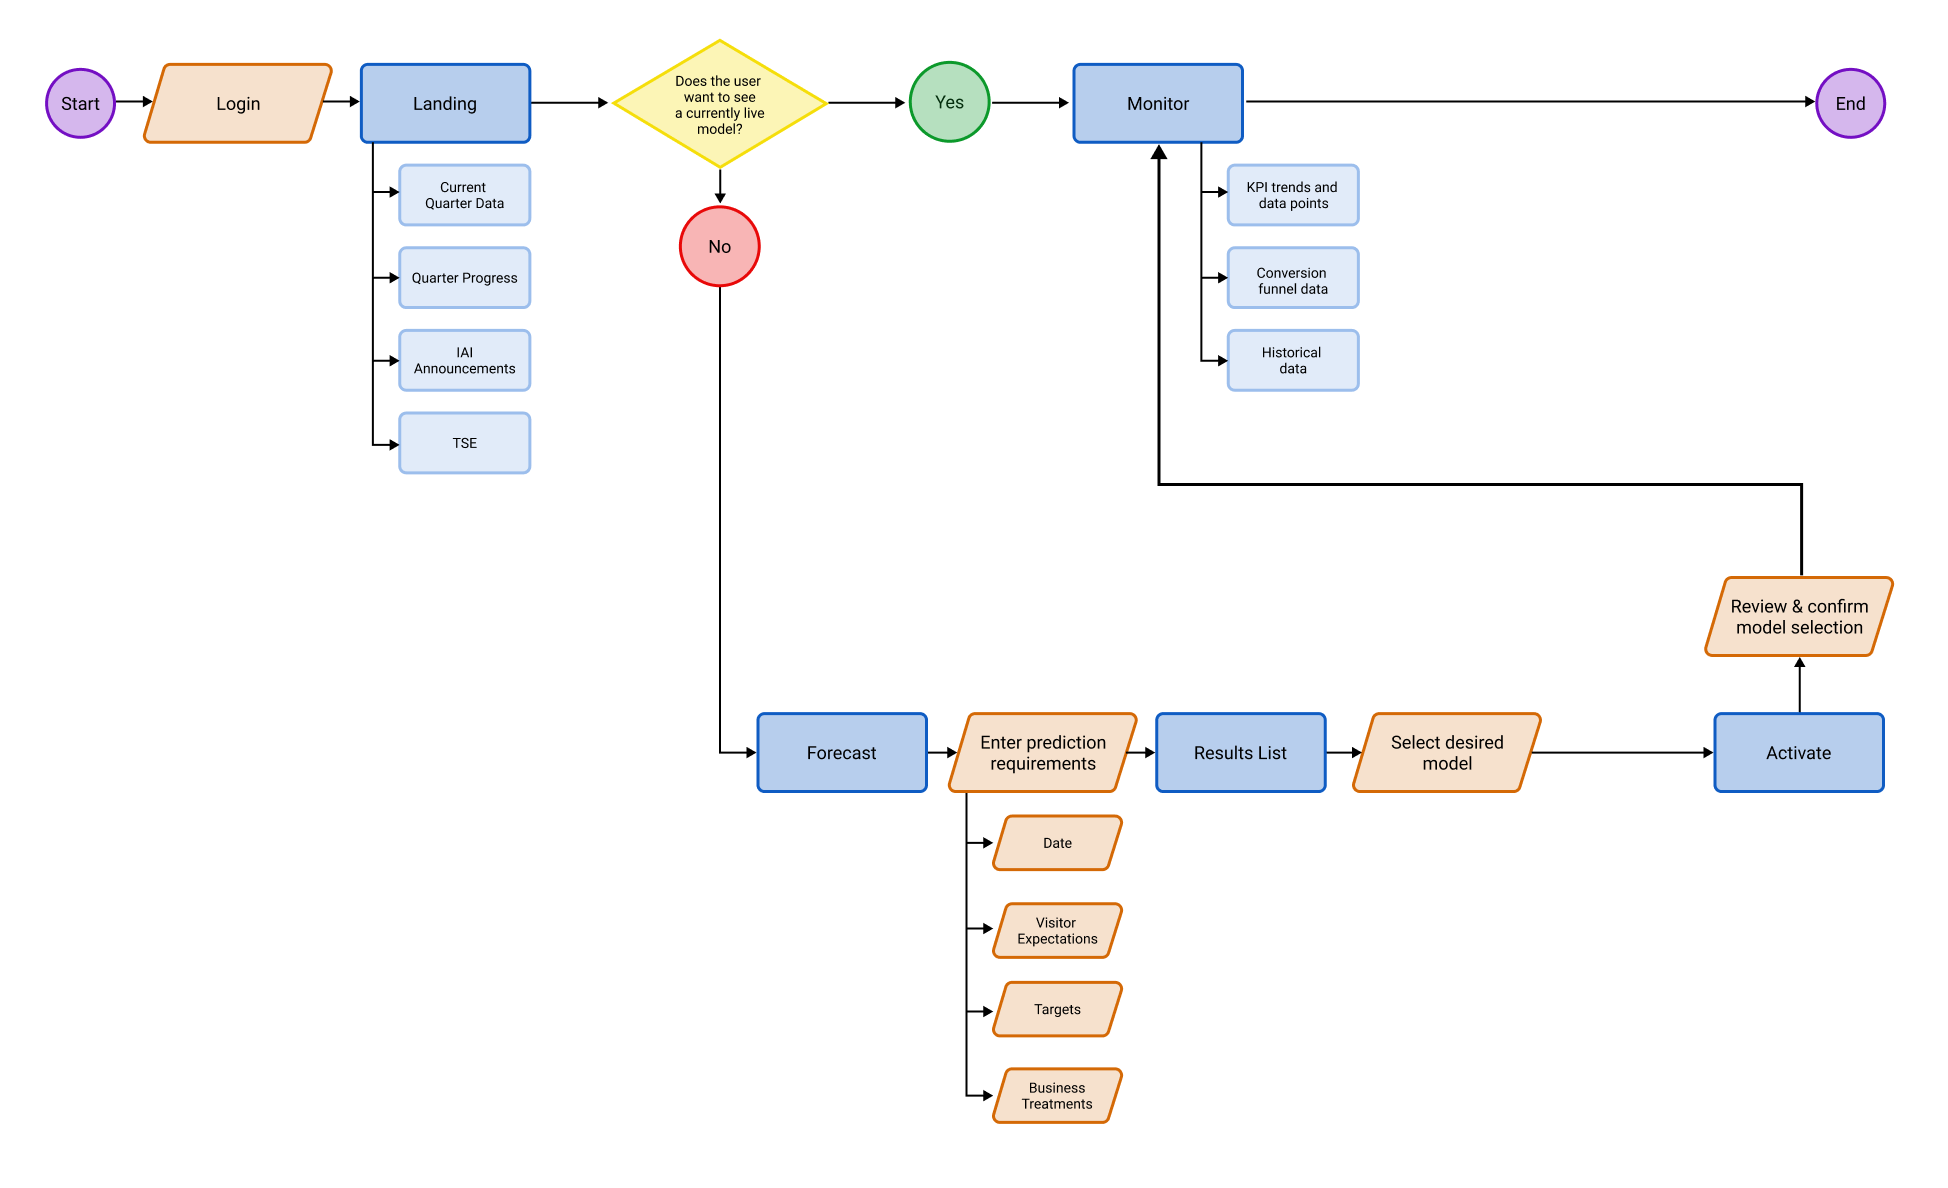 Start
Login
Landing
Does the user
want to see
a currently live
model?
Yes
Monitor
End
Current
Quarter Data
Quarter Progress
IAI
Announcements
TSE
No
KPI trends and
data points
Conversion
funnel data
Historical
data
Review & confirm
model selection
Forecast
Enter prediction
requirements
Results List
Select desired
model
Activate
Date
Visitor
Expectations
Targets
Business
Treatments